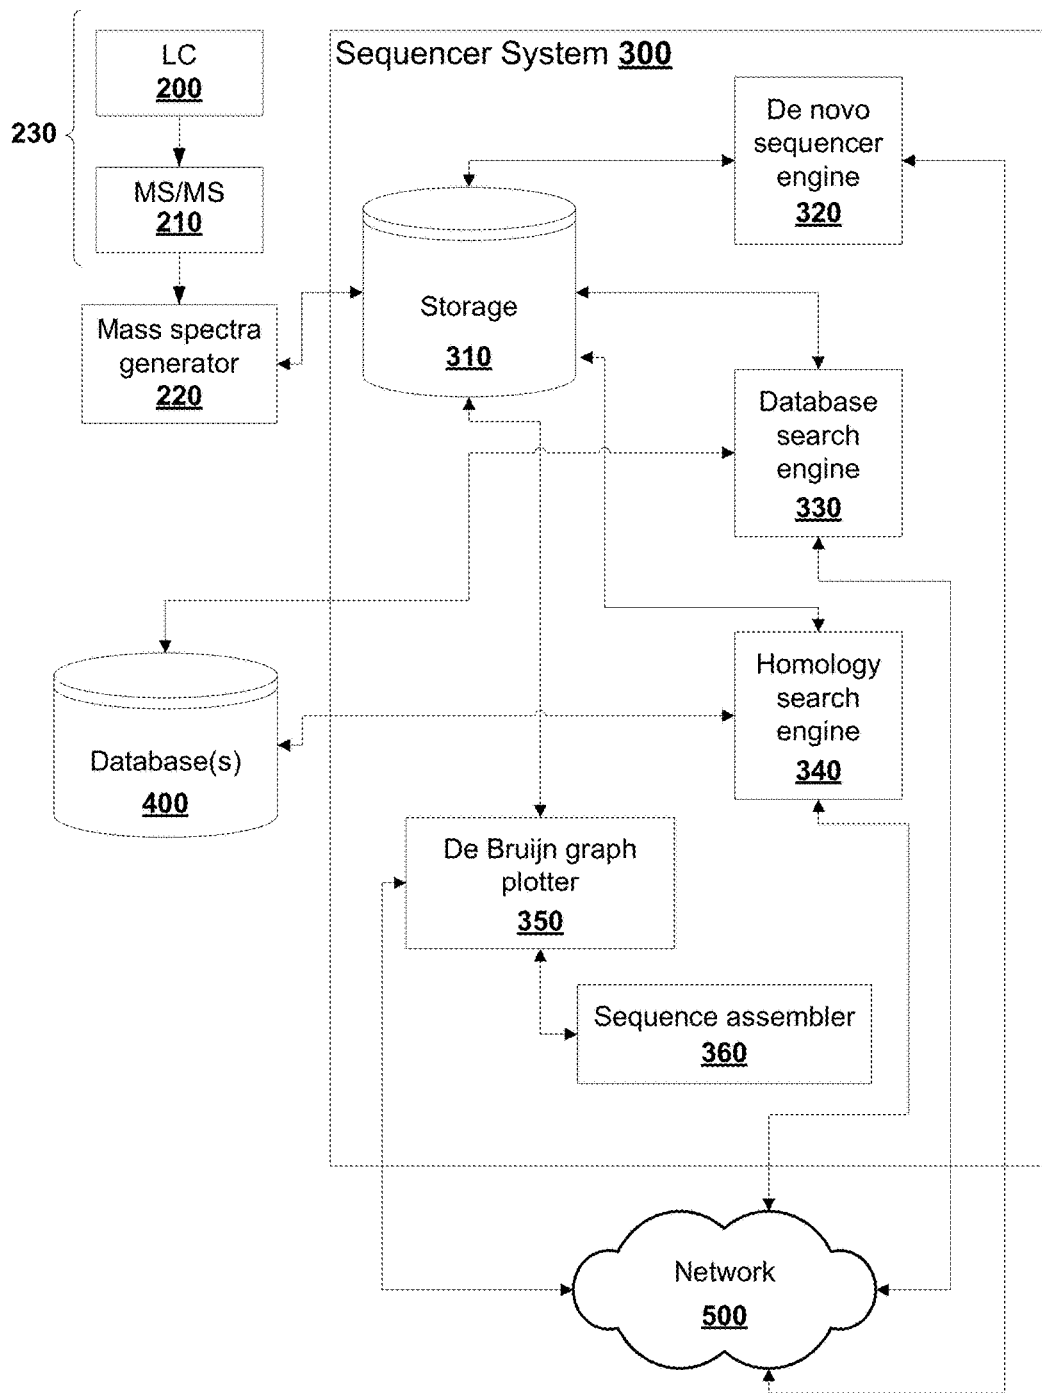 230
LC
200
MS/MS
210
Mass spectra
generator
220
Sequencer System 300
De novo
sequencer
engine
320
Storage
310
Database
search
engine
330
Homology
search
engine
340
Database(s)
400
De Bruijn graph
plotter
350
Sequence assembler
360
Network
500